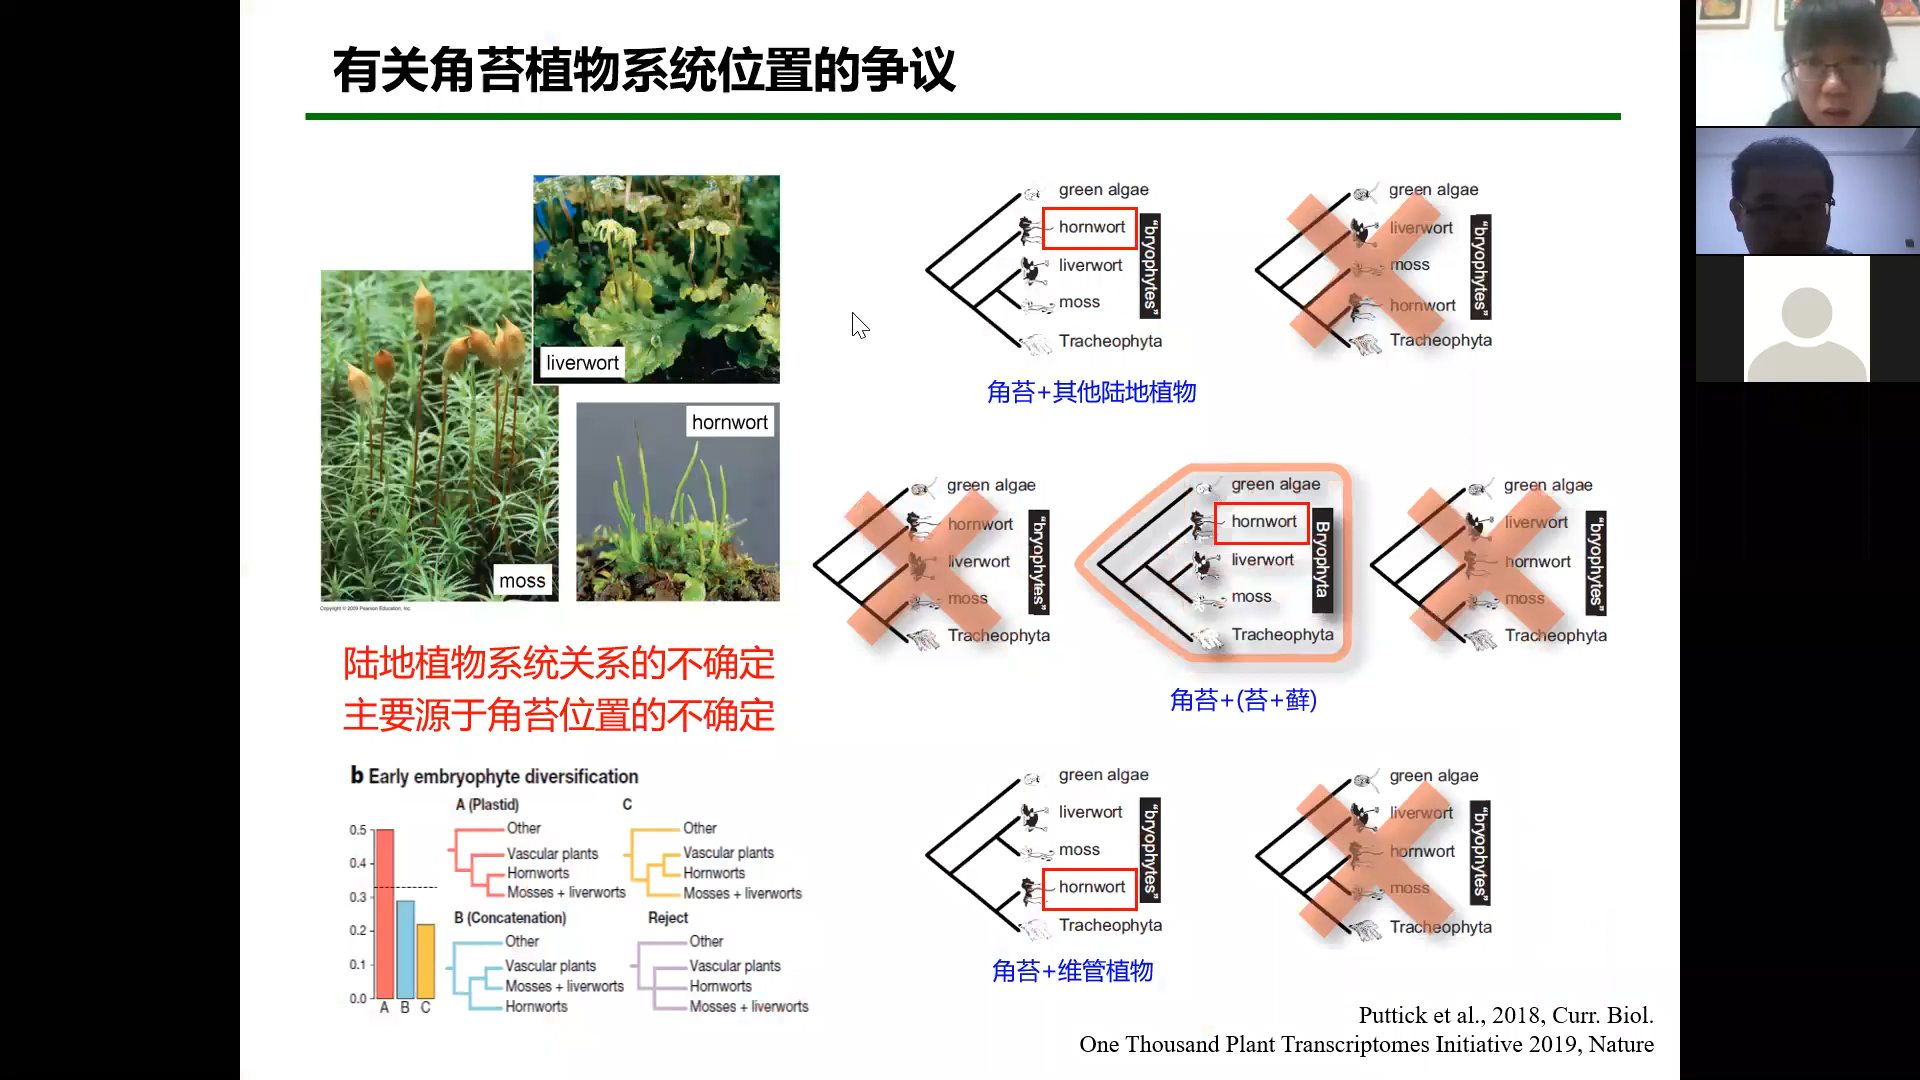 有关角苔植物系统位置的争议
liverwort
hornwort
moss
Copyright © 2009 Pearson Education, Inc.
陆地植物系统关系的不确定
主要源于角苔位置的不确定
b Early embryophyte diversification
A (Plastid)
C
0.5
0.4
0.3
0.2
0.1
0.0
A B C
Other
Vascular plants
Hornworts
Mosses + liverworts
Other
Vascular plants
Hornworts
Mosses + liverworts
B (Concatenation)
Reject
Other
Vascular plants
Mosses + liverworts
Hornworts
Other
Vascular plants
Hornworts
Mosses + liverworts
green algae
hornwort
liverwort
moss
Tracheophyta
"bryophytes"
角苔+其他陆地植物
green algae
liverwort
moss
hornwort
Tracheophyta
"bryophytes"
green algae
hornwort
liverwort
moss
Tracheophyta
"bryophytes"
green algae
hornwort
liverwort
moss
Tracheophyta
Bryophyta
角苔+(苔+藓)
green algae
liverwort
hornwort
moss
Tracheophyta
"bryophytes"
green algae
liverwort
moss
hornwort
Tracheophyta
"bryophytes"
角苔+维管植物
green algae
liverwort
hornwort
moss
Tracheophyta
"bryophytes"
Puttick et al., 2018, Curr. Biol.
One Thousand Plant Transcriptomes Initiative 2019, Nature